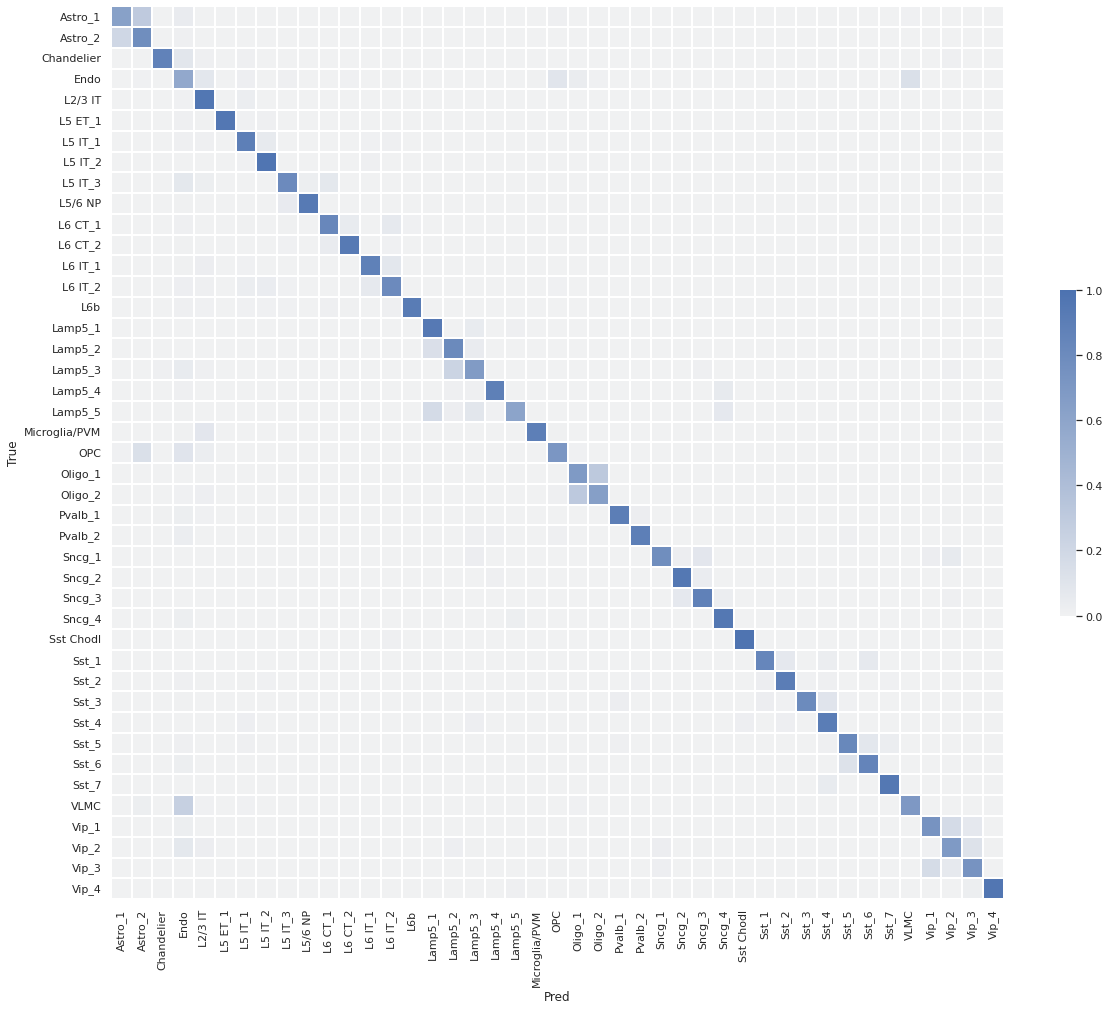 Astro_1
Astro_2
Chandelier
Endo
L2/3 IT
L5 ET_1
L5 IT_1
L5 IT_2
L5 IT_3
L5/6 NP
L6 CT_1
L6 CT_2
L6 IT_1
L6 IT_2
L6b
Lamp5_1
Lamp5_2
Lamp5_3
Lamp5_4
Lamp5_5
Microglia/PVM
OPC
Oligo_1
Oligo_2
Pvalb_1
Pvalb_2
Sncg_1
Sncg_2
Sncg_3
Sncg_4
Sst Chodl
Sst_1
Sst_2
Sst_3
Sst_4
Sst_5
Sst_6
Sst_7
VLMC
Vip_1
Vip_2
Vip_3
Vip_4
True
Astro_1
Astro_2
Chandelier
Endo
L2/3 IT
L5 ET_1
L5 IT_1
L5 IT_2
L5 IT_3
L5/6 NP
L6 CT_1
L6 CT_2
L6 IT_1
L6 IT_2
L6b
Lamp5_1
Lamp5_2
Lamp5_3
Lamp5_4
Lamp5_5
Microglia/PVM
OPC
Oligo_1
Oligo_2
Pvalb_1
Pvalb_2
Sncg_1
Sncg_2
Sncg_3
Sncg_4
Sst Chodl
Sst_1
Sst_2
Sst_3
Sst_4
Sst_5
Sst_6
Sst_7
VLMC
Vip_1
Vip_2
Vip_3
Vip_4
Pred
1.0
0.8
0.6
0.4
0.2
0.0